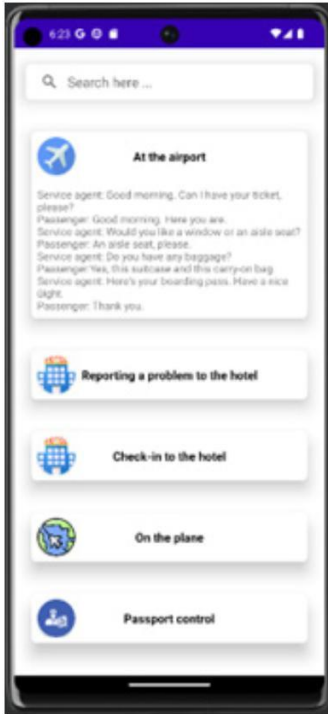 6:23 G
Search here ...
At the airport
Service agent: Good morning. Can I have your ticket,
please?
Passenger: Good morning. Here you are.
Service agent: Would you like a window or an aisle seat?
Passenger: An aisle seat, please.
Service agent: Do you have any baggage?
Passenger:Yes, this suitcase and this carry-on bag
Service agent: Here's your boarding pass. Have a nice
Passenger: Thank you.
Reporting a problem to the hotel
Check-in to the hotel
On the plane
Passport control